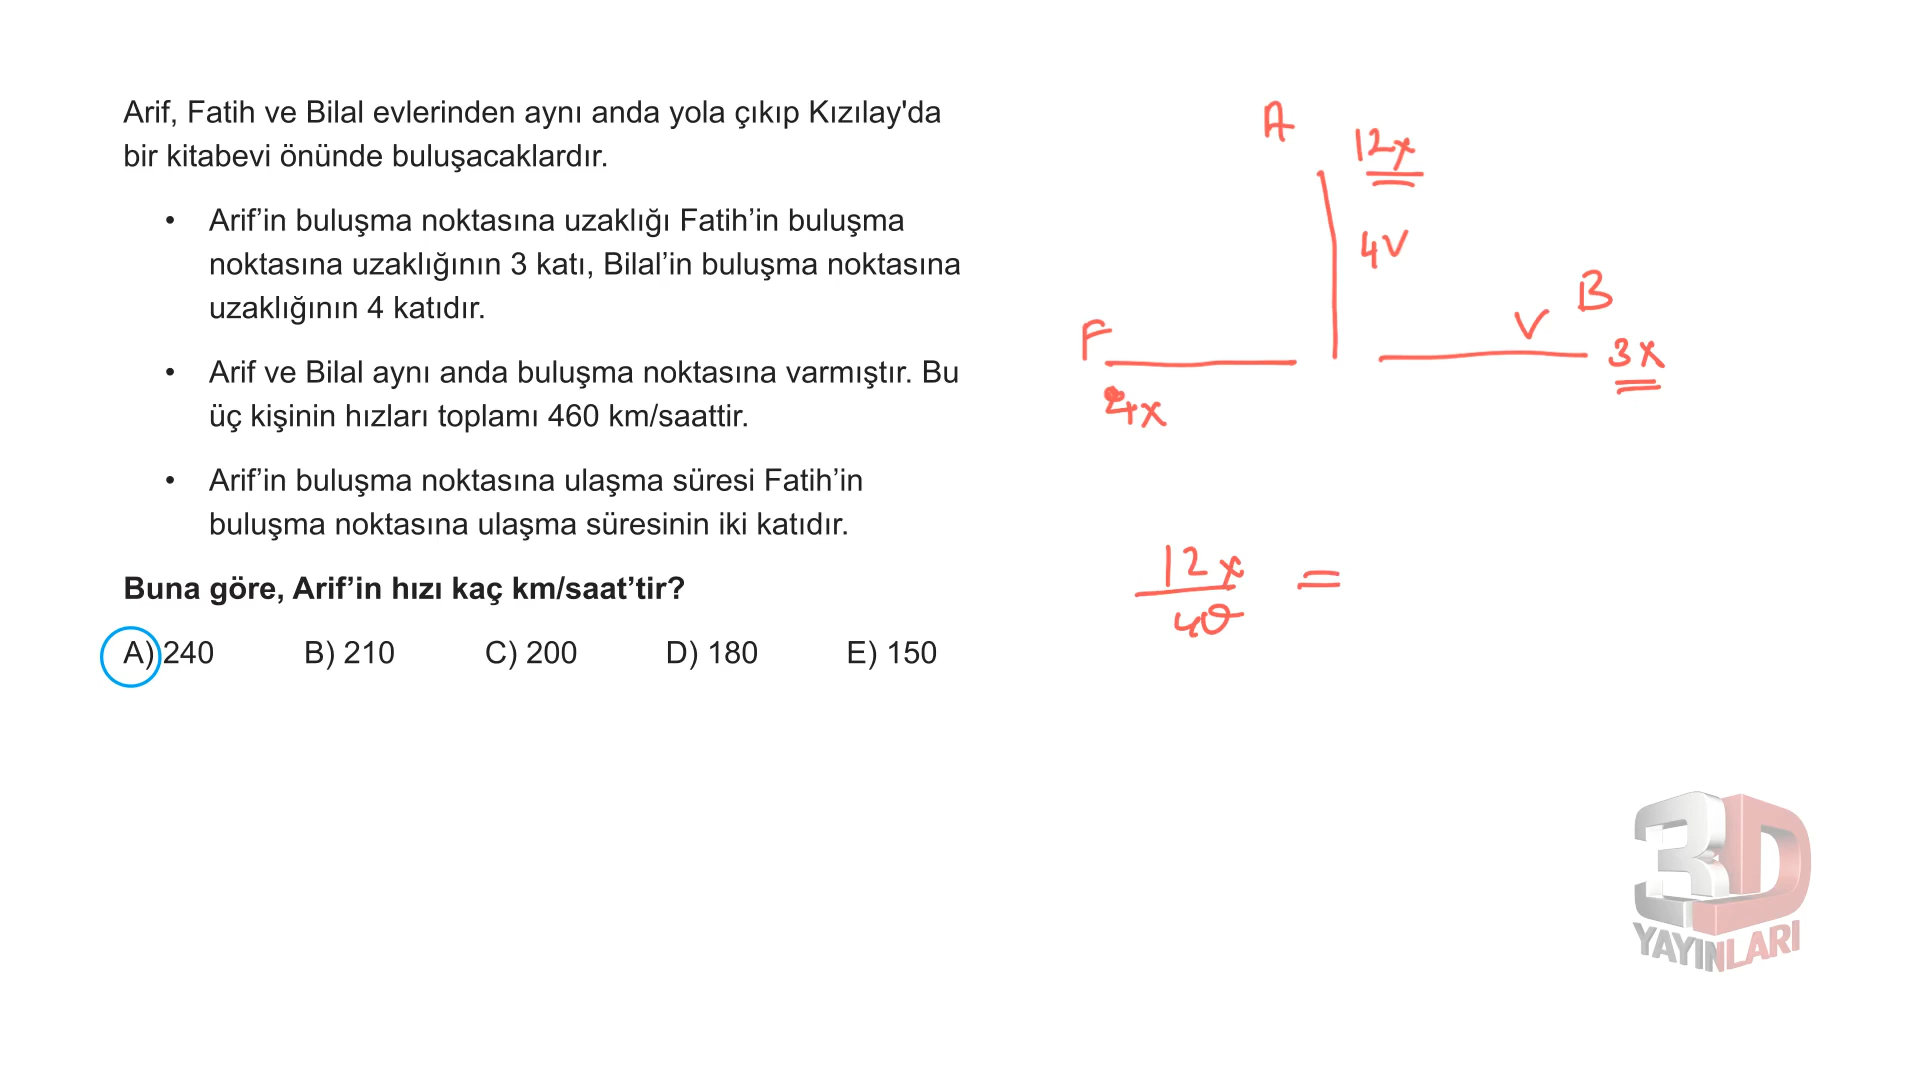 Arif, Fatih ve Bilal evlerinden aynı anda yola çıkıp Kızılay'da
bir kitabevi önünde buluşacaklardır.
• Arif’in buluşma noktasına uzaklığı Fatih’in buluşma
noktasına uzaklığının 3 katı, Bilal’in buluşma noktasına
uzaklığının 4 katıdır.
• Arif ve Bilal aynı anda buluşma noktasına varmıştır. Bu
üç kişinin hızları toplamı 460 km/saattir.
• Arif’in buluşma noktasına ulaşma süresi Fatih’in
buluşma noktasına ulaşma süresinin iki katıdır.
Buna göre, Arif’in hızı kaç km/saat’tir?
A) 240 B) 210 C) 200 D) 180 E) 150
A
12x
4V
B
V
3x
F
4x
12x
4v
=
3D
YAYINLARI